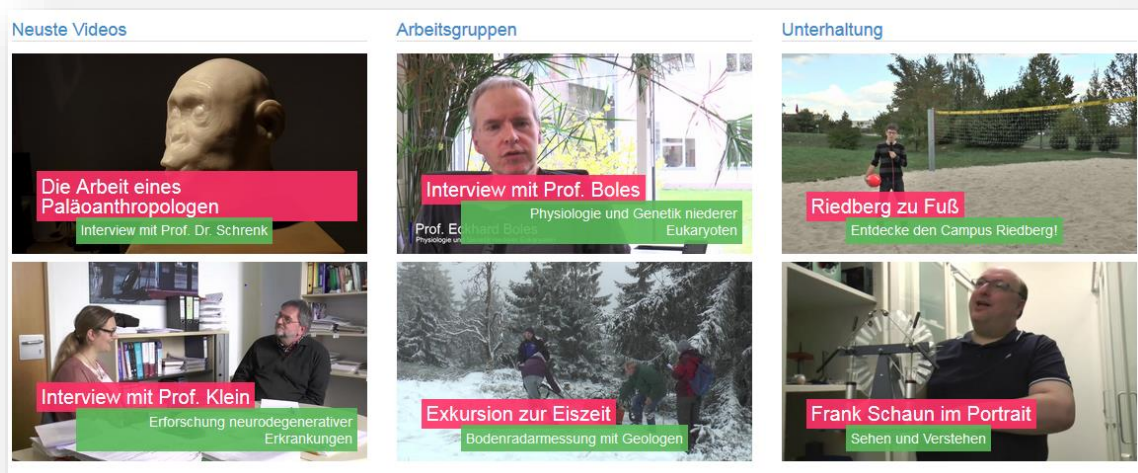 Neuste Videos
Arbeitsgruppen
Unterhaltung
Die Arbeit eines
Paläoanthropologen
Interview mit Prof. Dr. Schrenk
Interview mit Prof. Boles
Physiologie und Genetik niederer
Eukaryoten
Prof. Eckhard Boles
Riedberg zu Fuß
Entdecke den Campus Riedberg!
Interview mit Prof. Klein
Erforschung neurodegenerativer
Erkrankungen
Exkursion zur Eiszeit
Bodenradarmessung mit Geologen
Frank Schaun im Portrait
Sehen und Verstehen